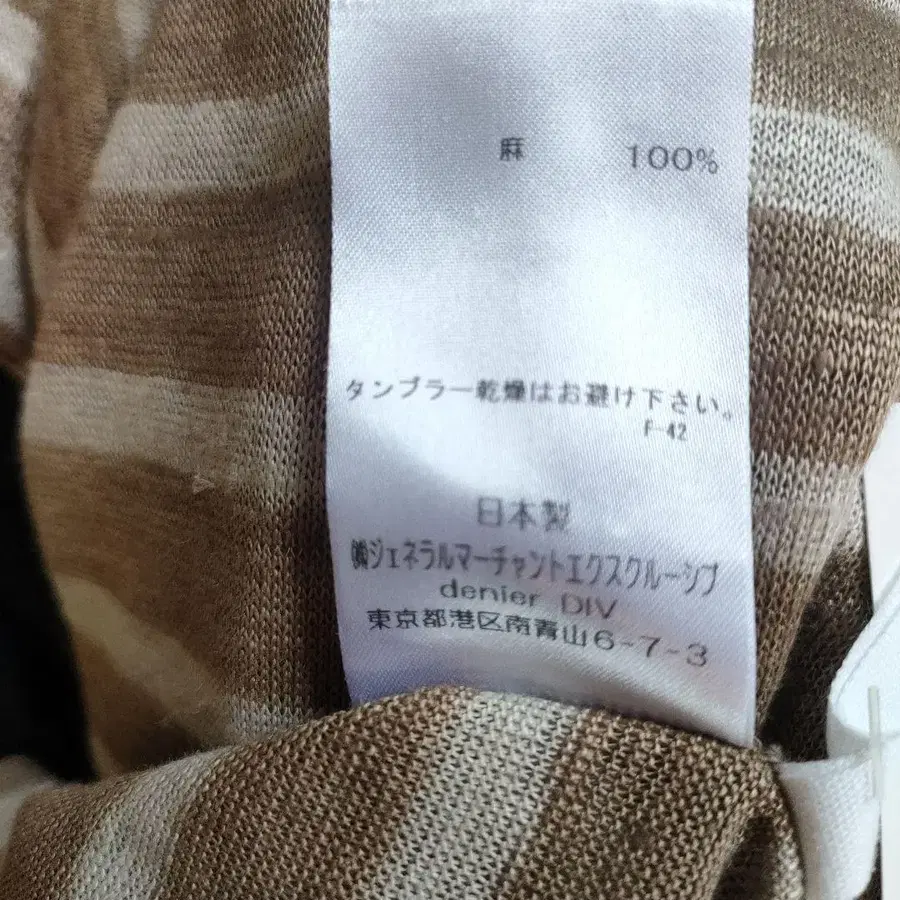 麻 100%
タンブラー乾燥はお避け下さい。
F-42
日本製
㈱ジェネラルマーチャントエクスクルーシブ
denier DIV
東京都港区南青山6-7-3